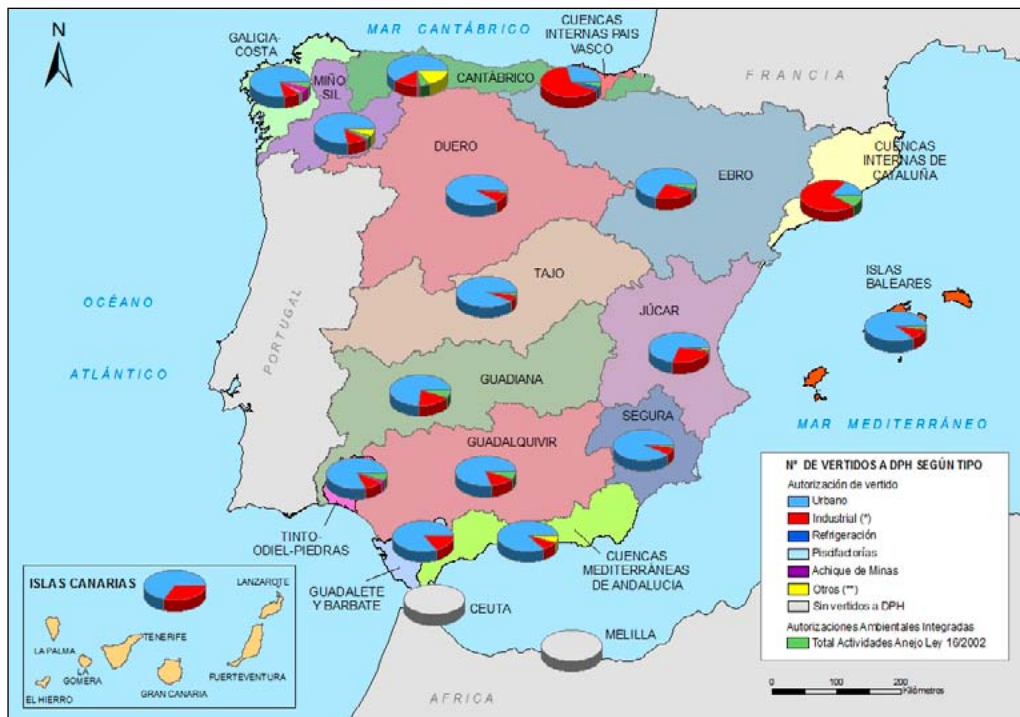 N
MAR CANTÁBRICO
CUENCAS
INTERNAS PAIS
VASCO
GALICIA-
COSTA
MIÑO
SIL
CANTÁBRICO
FRANCIA
DUERO
EBRO
CUENCAS
INTERNAS DE
CATALUÑA
TAJO
ISLAS
BALEARES
OCÉANO
ATLÁNTICO
PORTUGAL
JÚCAR
GUADIANA
SEGURA
MAR MEDITERRÁNEO
GUADALQUIVIR
TINTO-
ODIEL-PIEDRAS
GUADALETE
Y BARBATE
CUENCAS
MEDITERRÁNEAS
DE ANDALUCIA
CEUTA
MELILLA
AFRICA
ISLAS CANARIAS
LANZAROTE
LA PALMA
TENERIFE
LA
GOMERA
EL HIERRO
GRAN CANARIA
FUERTEVENTURA
Nº DE VERTIDOS A DPH SEGÚN TIPO
Autorización de vertido
Urbano
Industrial (*)
Refrigeración
Piscifactorías
Achique de Minas
Otros (**)
Sin vertidos a DPH
Autorizaciones Ambientales Integradas
Total Actividades Anejo Ley 16/2002
0 100 200
Kilómetros